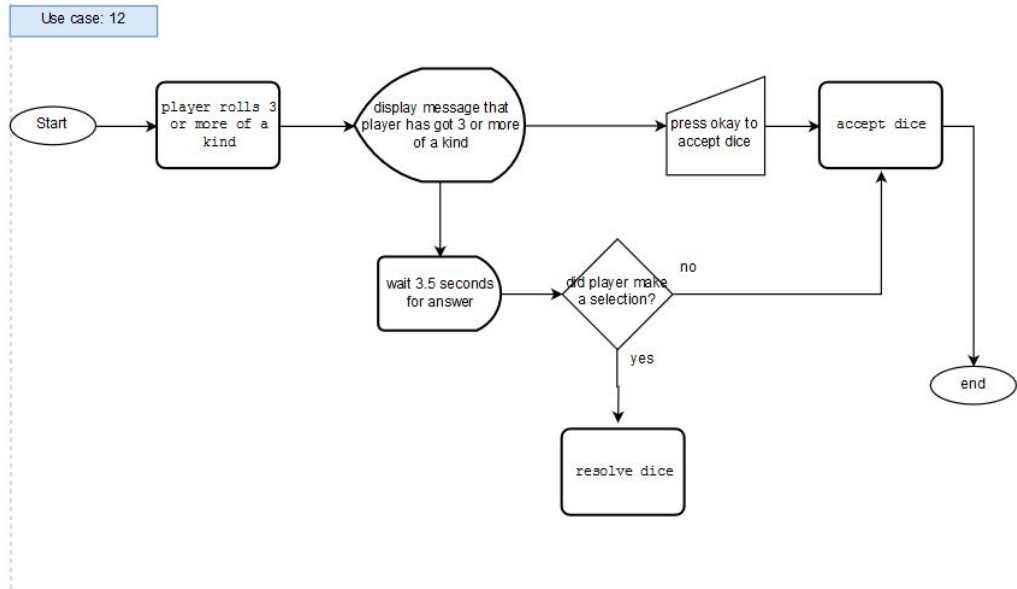 Use case: 12
Start
player rolls 3
or more of a
kind
display message that
player has got 3 or more
of a kind
press okay to
accept dice
accept dice
wait 3.5 seconds
for answer
did player make
a selection?
no
yes
end
resolve dice